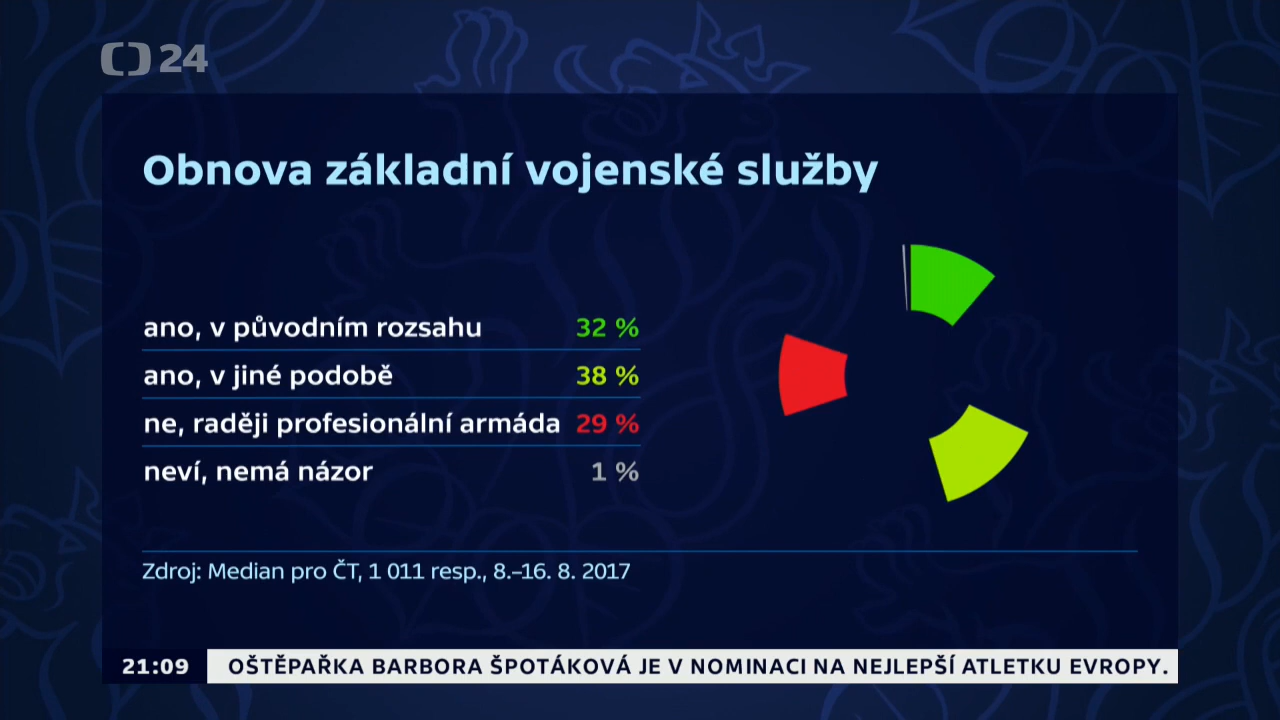 24
Obnova základní vojenské služby
ano, v původním rozsahu 32 %
ano, v jiné podobě 38 %
ne, raději profesionální armáda 29 %
neví, nemá názor 1 %
Zdroj: Median pro ČT, 1 011 resp., 8.–16. 8. 2017
21:09 OŠTĚPAŘKA BARBORA ŠPOTÁKOVÁ JE V NOMINACI NA NEJLEPŠÍ ATLETKU EVROPY.